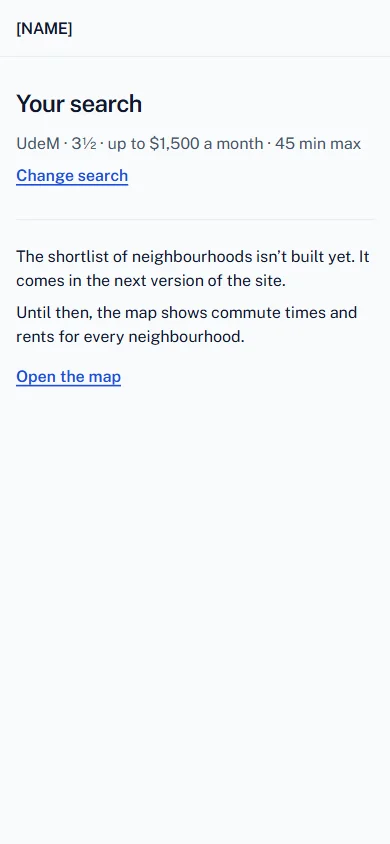 [NAME]
Your search
UdeM · 3½ · up to $1,500 a month · 45 min max
Change search
The shortlist of neighbourhoods isn’t built yet. It
comes in the next version of the site.
Until then, the map shows commute times and
rents for every neighbourhood.
Open the map